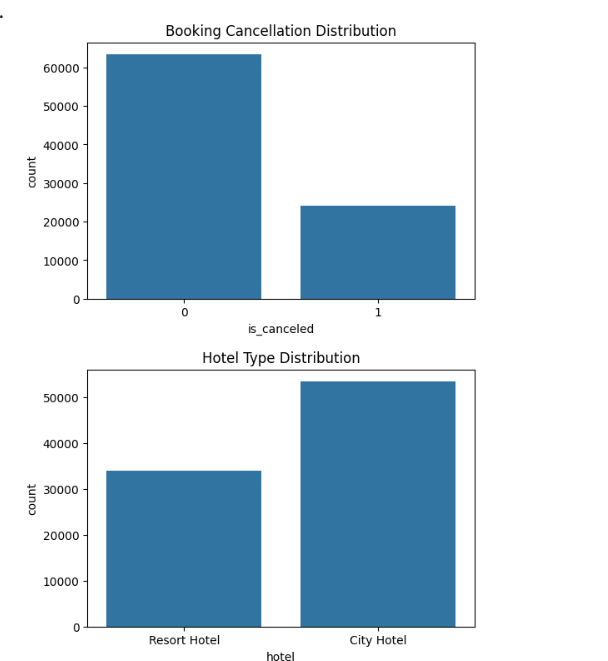 .
Booking Cancellation Distribution
60000
50000
40000
30000
20000
10000
0
count
0 1
is_canceled
Hotel Type Distribution
50000
40000
30000
20000
10000
0
count
Resort Hotel City Hotel
hotel